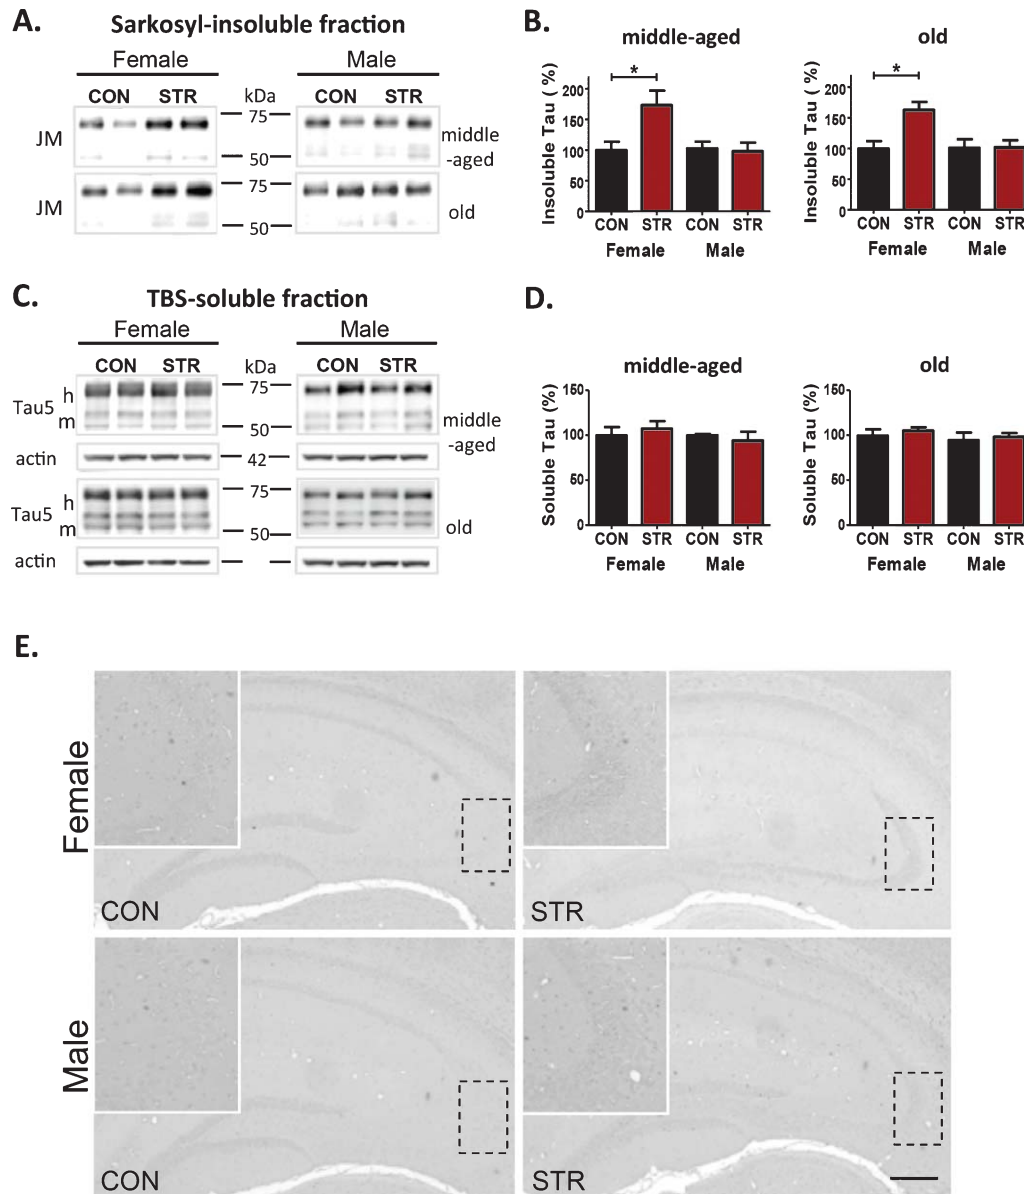 A.
Sarkosyl-insoluble fraction
Female
Male
CON STR kDa CON STR
JM
75
50
middle
-aged
JM
75
50
old
B.
middle-aged
Insoluble Tau ( %)
200
150
100
50
0
CON STR CON STR
Female Male
old
Insoluble Tau ( %)
200
150
100
50
0
CON STR CON STR
Female Male
C.
TBS-soluble fraction
Female
Male
CON STR kDa CON STR
Tau5
h
m
75
50
middle
-aged
actin
42
Tau5
h
m
75
50
old
actin
D.
middle-aged
Soluble Tau (%)
150
100
50
0
CON STR CON STR
Female Male
old
Soluble Tau (%)
150
100
50
0
CON STR CON STR
Female Male
E.
Female
CON
STR
Male
CON
STR